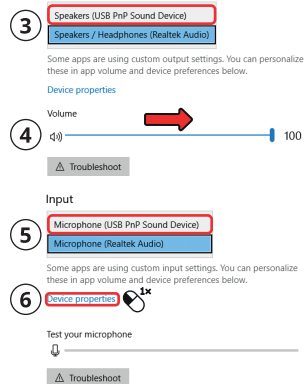 3
Speakers (USB PnP Sound Device)
Speakers / Headphones (Realtek Audio)
Some apps are using custom output settings. You can personalize
these in app volume and device preferences below.
Device properties
Volume
4
100
Troubleshoot
Input
5
Microphone (USB PnP Sound Device)
Microphone (Realtek Audio)
Some apps are using custom input settings. You can personalize
these in app volume and device preferences below.
6
Device properties
1×
Test your microphone
Troubleshoot